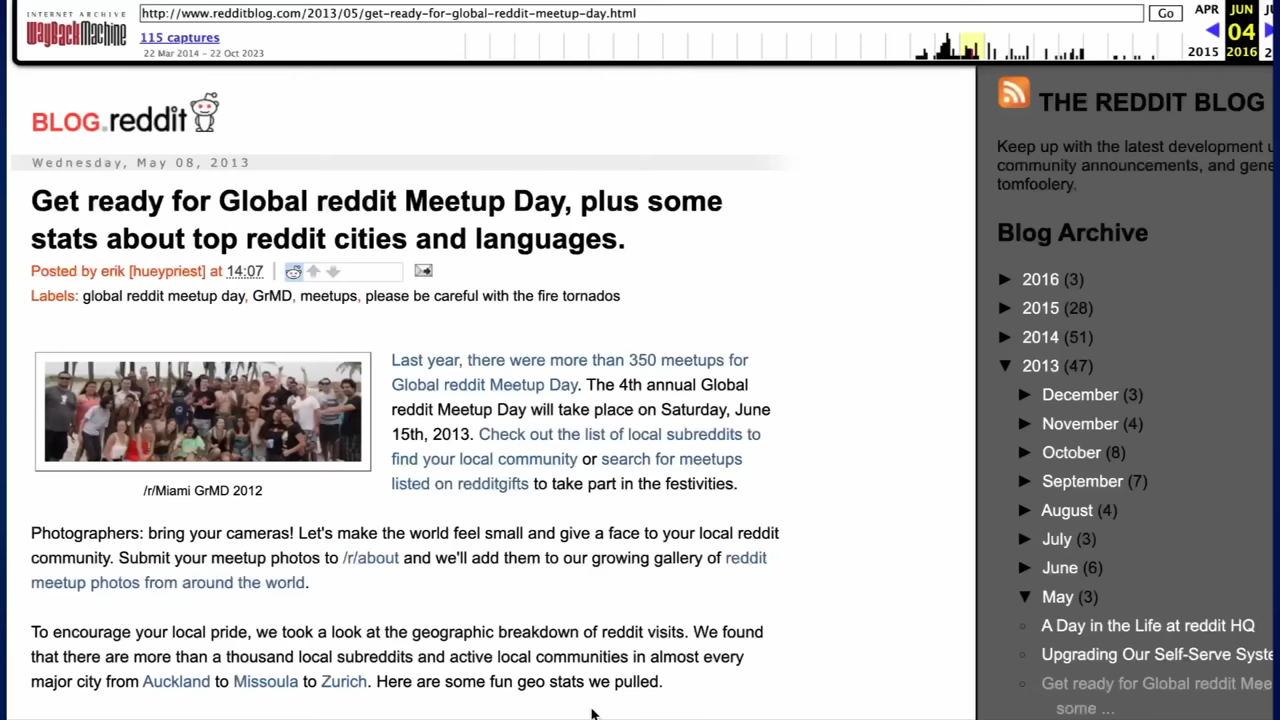 INTERNET ARCHIVE
WayBackMachine
http://www.redditblog.com/2013/05/get-ready-for-global-reddit-meetup-day.html
Go
APR
JUN
115 captures
04
22 Mar 2014 – 22 Oct 2023
2015
2016
BLOG.reddit
Wednesday, May 08, 2013
Get ready for Global reddit Meetup Day, plus some
stats about top reddit cities and languages.
Posted by erik [hueypriest] at 14:07
Labels: global reddit meetup day, GrMD, meetups, please be careful with the fire tornados
Last year, there were more than 350 meetups for
Global reddit Meetup Day. The 4th annual Global
reddit Meetup Day will take place on Saturday, June
15th, 2013. Check out the list of local subreddits to
find your local community or search for meetups
listed on redditgifts to take part in the festivities.
/r/Miami GrMD 2012
Photographers: bring your cameras! Let's make the world feel small and give a face to your local reddit
community. Submit your meetup photos to /r/about and we'll add them to our growing gallery of reddit
meetup photos from around the world.
To encourage your local pride, we took a look at the geographic breakdown of reddit visits. We found
that there are more than a thousand local subreddits and active local communities in almost every
major city from Auckland to Missoula to Zurich. Here are some fun geo stats we pulled.
THE REDDIT BLOG
Keep up with the latest development u
community announcements, and gene
tomfoolery.
Blog Archive
► 2016 (3)
► 2015 (28)
► 2014 (51)
▼ 2013 (47)
► December (3)
► November (4)
► October (8)
► September (7)
► August (4)
► July (3)
► June (6)
▼ May (3)
A Day in the Life at reddit HQ
Upgrading Our Self-Serve Syste
Get ready for Global reddit Mee
some ...